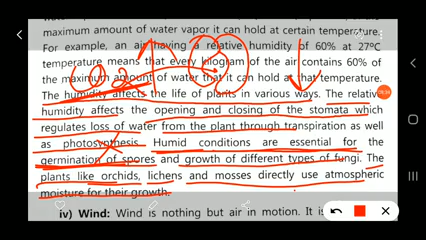 maximum amount of water vapor it can hold at certain temperture.
For example, an air having a relative humidity of 60% at 27°C
temperature means that every kilogram of the air contains 60% of
the maximum amount of water that it can hold at that temperature.
The humidity affects the life of plants in various ways. The relative
humidity affects the opening and closing of the stomata which
regulates loss of water from the plant through transpiration as well
as photosynthesis. Humid conditions are essential for the
germination of spores and growth of different types of fungi. The
plants like orchids, lichens and mosses directly use atmospheric
moisture for their growth.
iv) Wind: Wind is nothing but air in motion. It is